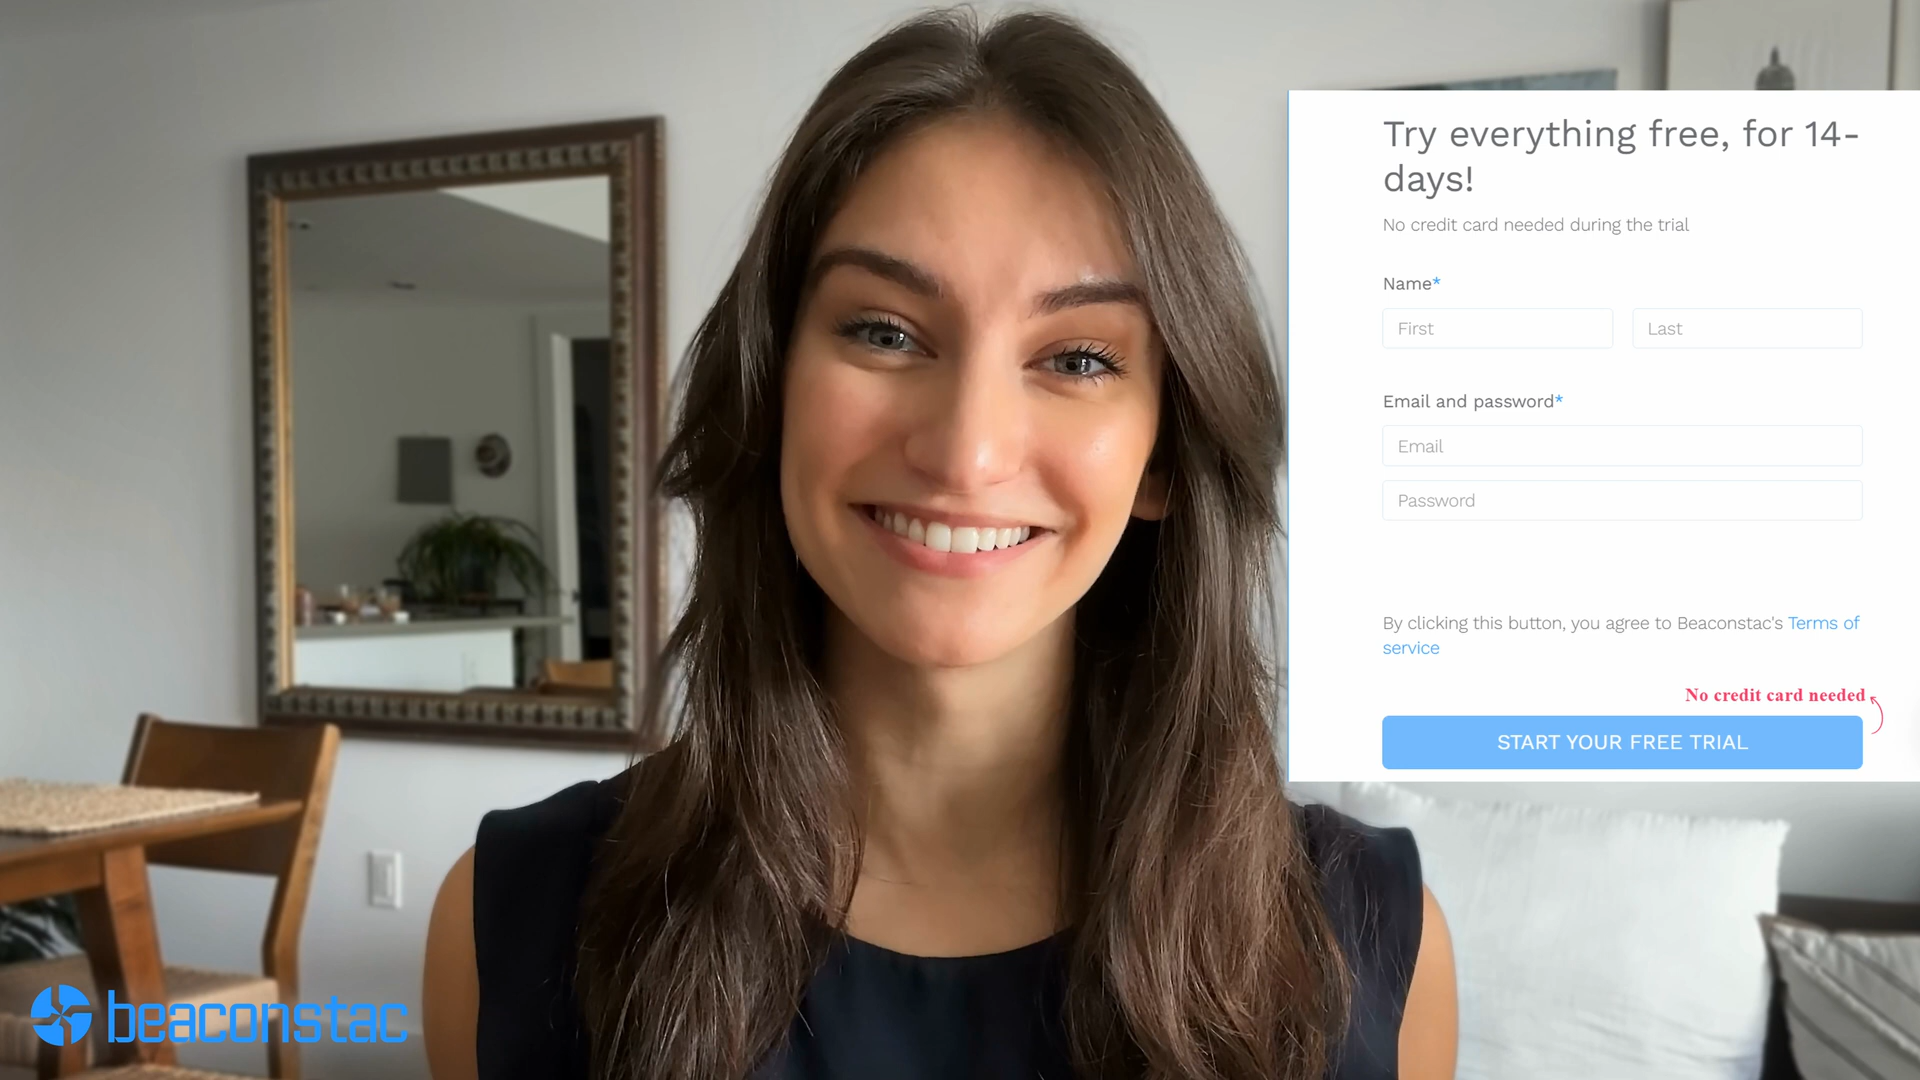 Try everything free, for 14-
days!
No credit card needed during the trial
Name*
First
Last
Email and password*
Email
Password
By clicking this button, you agree to Beaconstac's Terms of
service
No credit card needed
START YOUR FREE TRIAL
beaconstac